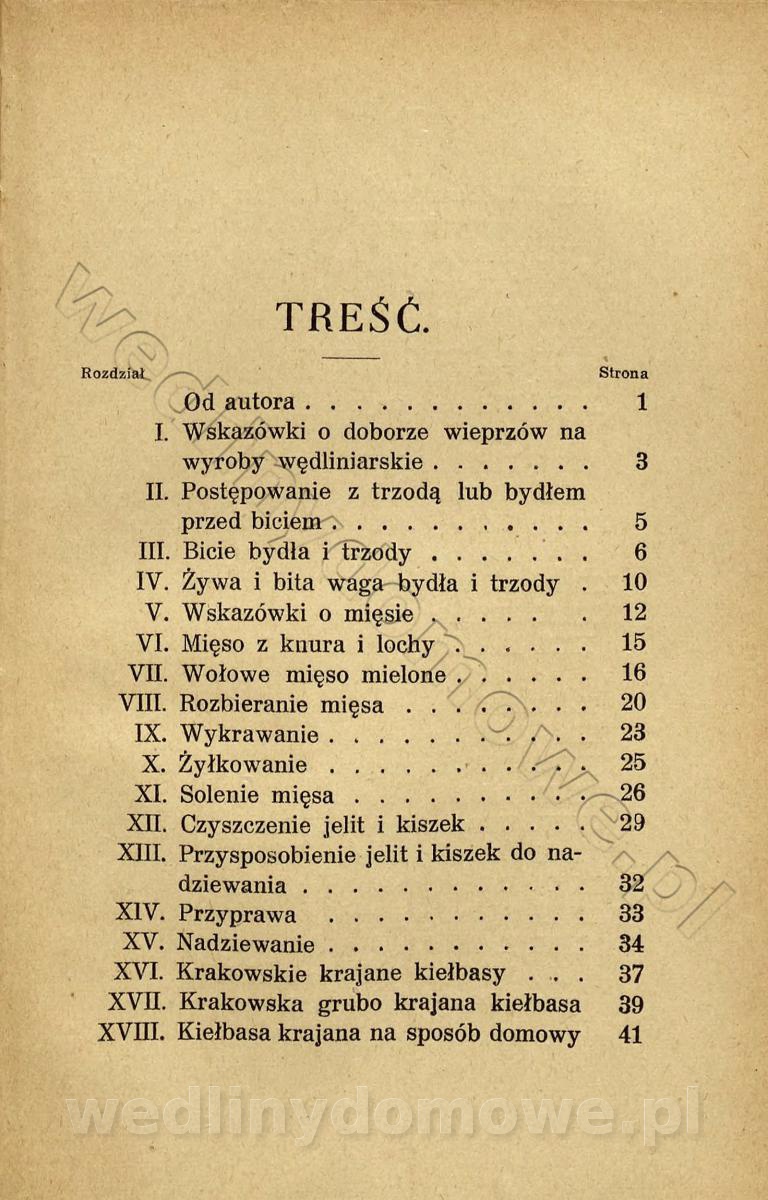 TREŚĆ.
Rozdział Strona
Od autora . . . . . . . . . . . . 1
I. Wskazówki o doborze wieprzów na
wyroby wędliniarskie . . . . . . . 3
II. Postępowanie z trzodą lub bydłem
przed biciem . . . . . . . . . . . 5
III. Bicie bydła i trzody . . . . . . . 6
IV. Żywa i bita waga bydła i trzody . 10
V. Wskazówki o mięsie . . . . . . 12
VI. Mięso z knura i lochy . . . . . . 15
VII. Wołowe mięso mielone . . . . . . 16
VIII. Rozbieranie mięsa . . . . . . . . 20
IX. Wykrawanie . . . . . . . . . . . 23
X. Żyłkowanie . . . . . . . . . . . 25
XI. Solenie mięsa . . . . . . . . . . 26
XII. Czyszczenie jelit i kiszek . . . . . 29
XIII. Przysposobienie jelit i kiszek do na-
dziewania . . . . . . . . . . . . 32
XIV. Przyprawa . . . . . . . . . . . 33
XV. Nadziewanie . . . . . . . . . . . 34
XVI. Krakowskie krajane kiełbasy . . . 37
XVII. Krakowska grubo krajana kiełbasa 39
XVIII. Kiełbasa krajana na sposób domowy 41
wedlinydomowe.pl
wedlinydomowe.pl